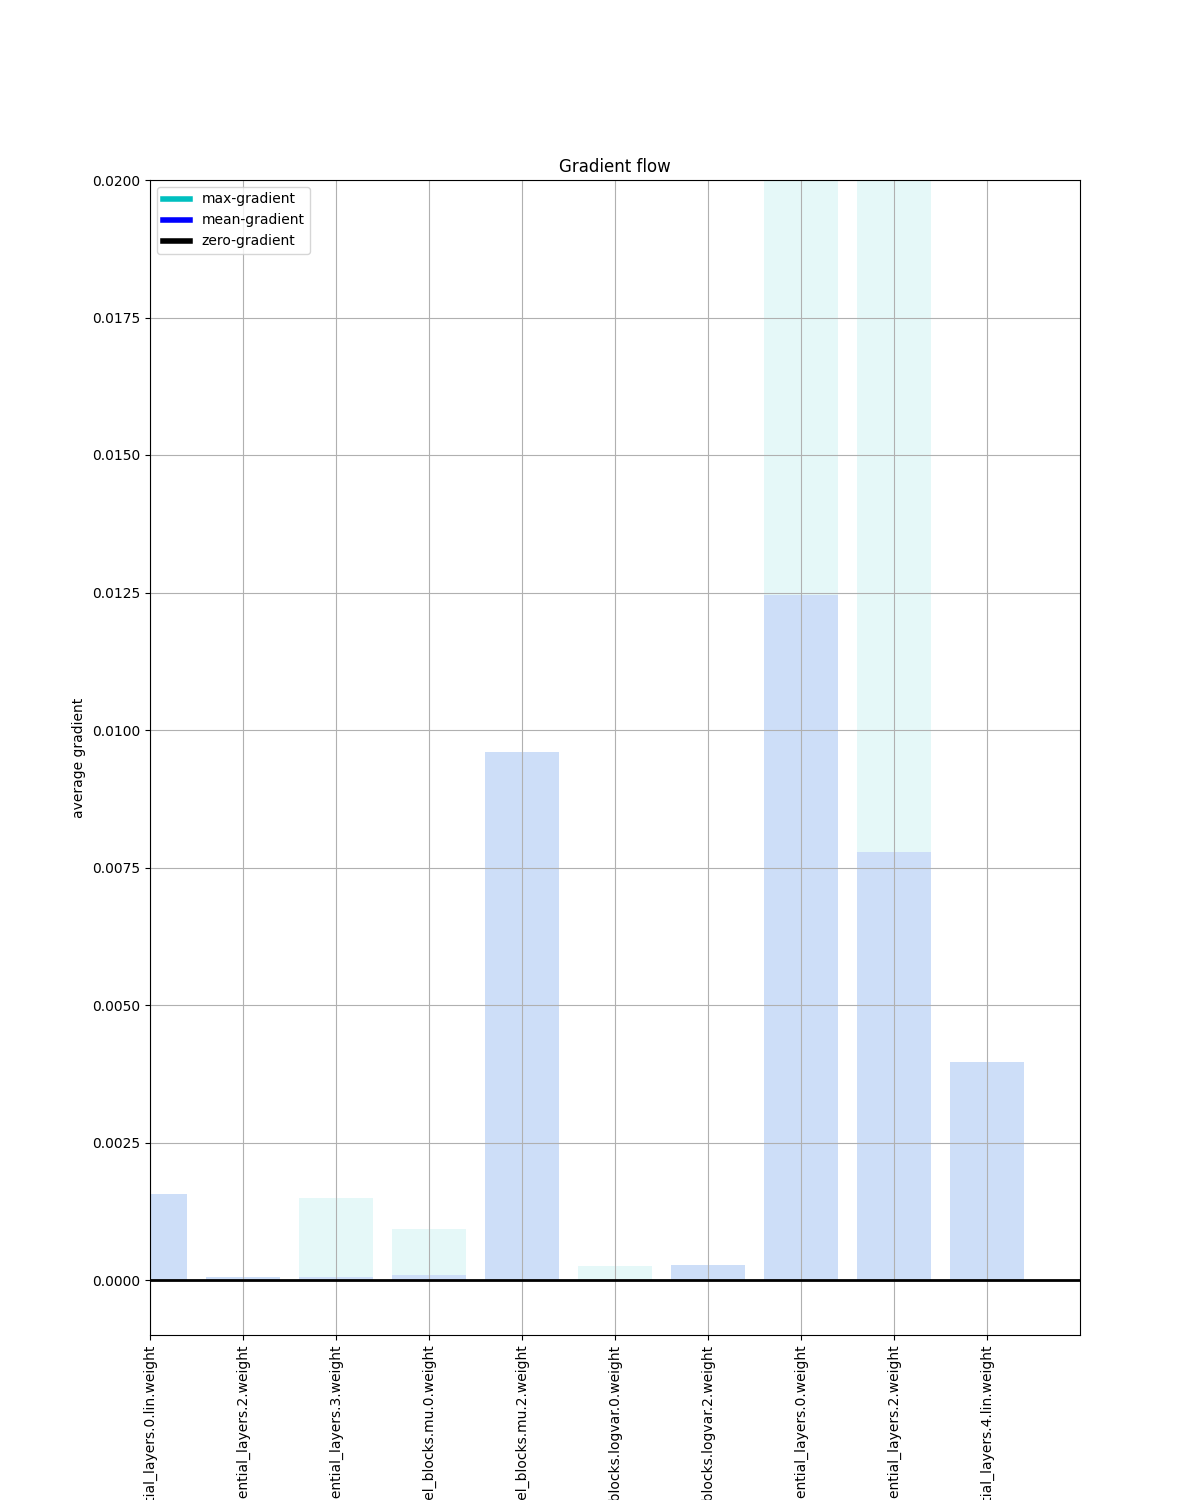 Gradient flow
max-gradient
mean-gradient
zero-gradient
0.0200
0.0175
0.0150
0.0125
0.0100
0.0075
0.0050
0.0025
0.0000
average gradient
tial_layers.0.lin.weight
ential_layers.2.weight
ential_layers.3.weight
el_blocks.mu.0.weight
el_blocks.mu.2.weight
blocks.logvar.0.weight
blocks.logvar.2.weight
ential_layers.0.weight
ential_layers.2.weight
tial_layers.4.lin.weight